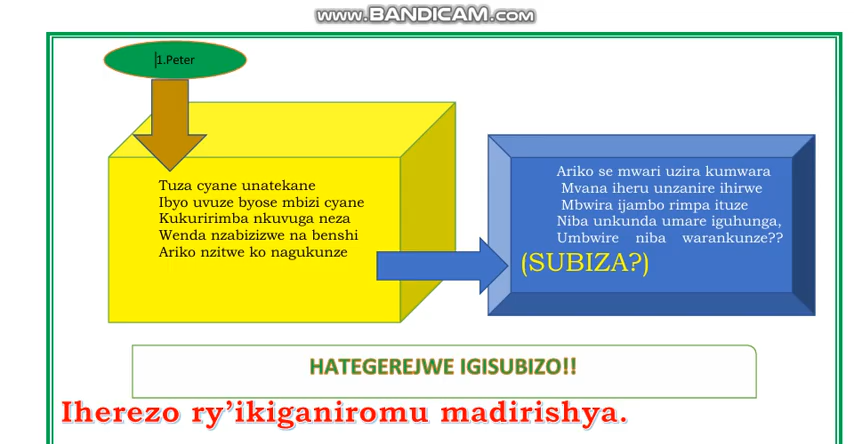 www.BANDICAM.com
1.Peter
Tuza cyane unatekane
Ibyo uvuze byose mbizi cyane
Kukuririmba nkuvuga neza
Wenda nzabizizwe na benshi
Ariko nzitwe ko nagukunze
Ariko se mwari uzira kumwara
Mvana iheru unzanire ihirwe
Mbwira ijambo rimpa ituze
Niba unkunda umare iguhunga,
Umbwire niba warankunze??
(SUBIZA?)
HATEGEREJWE IGISUBIZO!!
Iherezo ry’ikiganiromu madirishya.